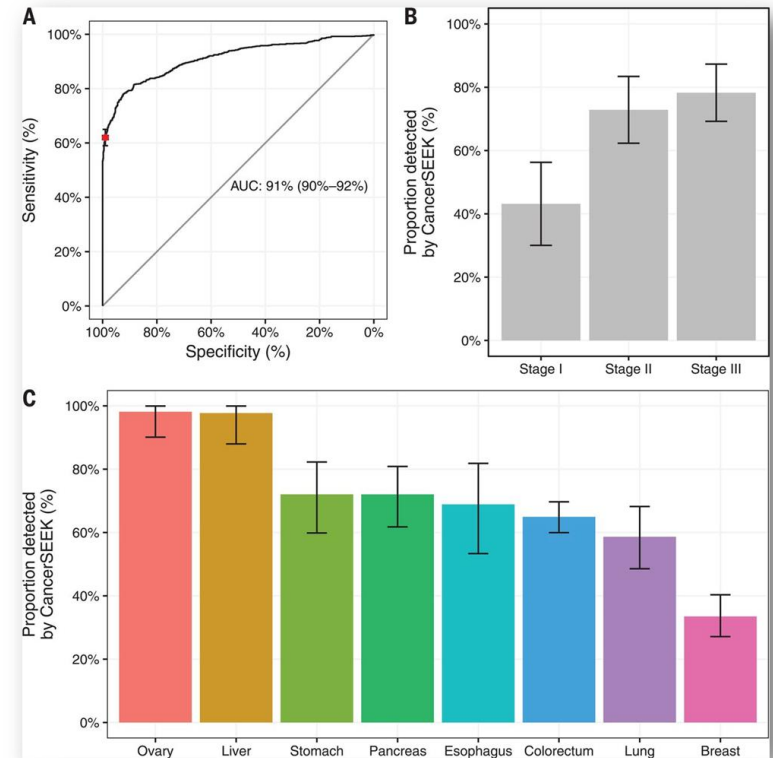 A
Sensitivity (%)
100%
80%
60%
40%
20%
0%
AUC: 91% (90%–92%)
100% 80% 60% 40% 20% 0%
Specificity (%)
B
Proportion detected
by CancerSEEK (%)
100%
80%
60%
40%
20%
0%
Stage I Stage II Stage III
C
Proportion detected
by CancerSEEK (%)
100%
80%
60%
40%
20%
0%
Ovary Liver Stomach Pancreas Esophagus Colorectum Lung Breast